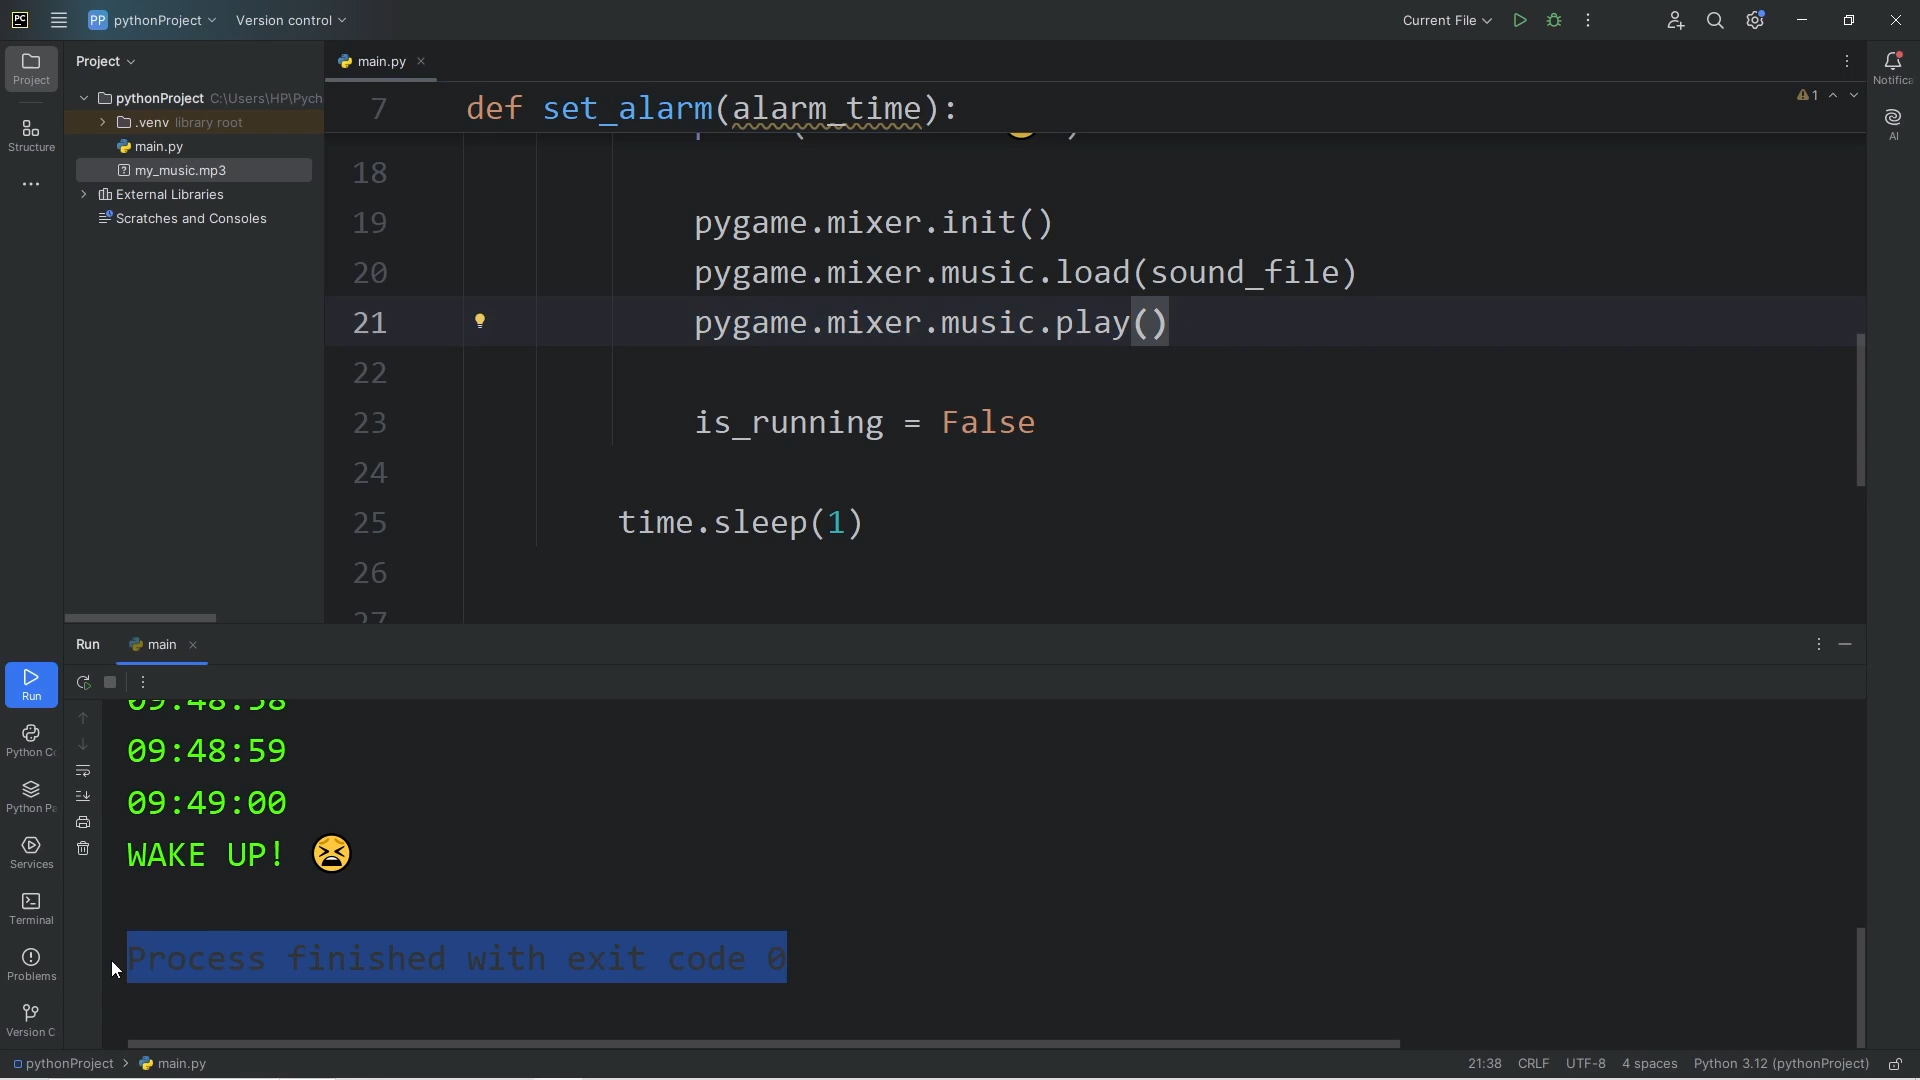 PC
PP pythonProject
Version control
Current File
Project
main.py
Project
Structure
pythonProject C:\Users\HP\Pych
.venv library root
main.py
my_music.mp3
External Libraries
Scratches and Consoles
Notifica
AI
1
7 def set_alarm(alarm_time):
18
19 pygame.mixer.init()
20 pygame.mixer.music.load(sound_file)
21 pygame.mixer.music.play()
22
23 is_running = False
24
25 time.sleep(1)
26
27
Run
main
Run
Python C
Python Pa
Services
Terminal
Problems
Version C
09:48:58
09:48:59
09:49:00
WAKE UP! 😫
Process finished with exit code 0
pythonProject > main.py
21:38 CRLF UTF-8 4 spaces Python 3.12 (pythonProject)